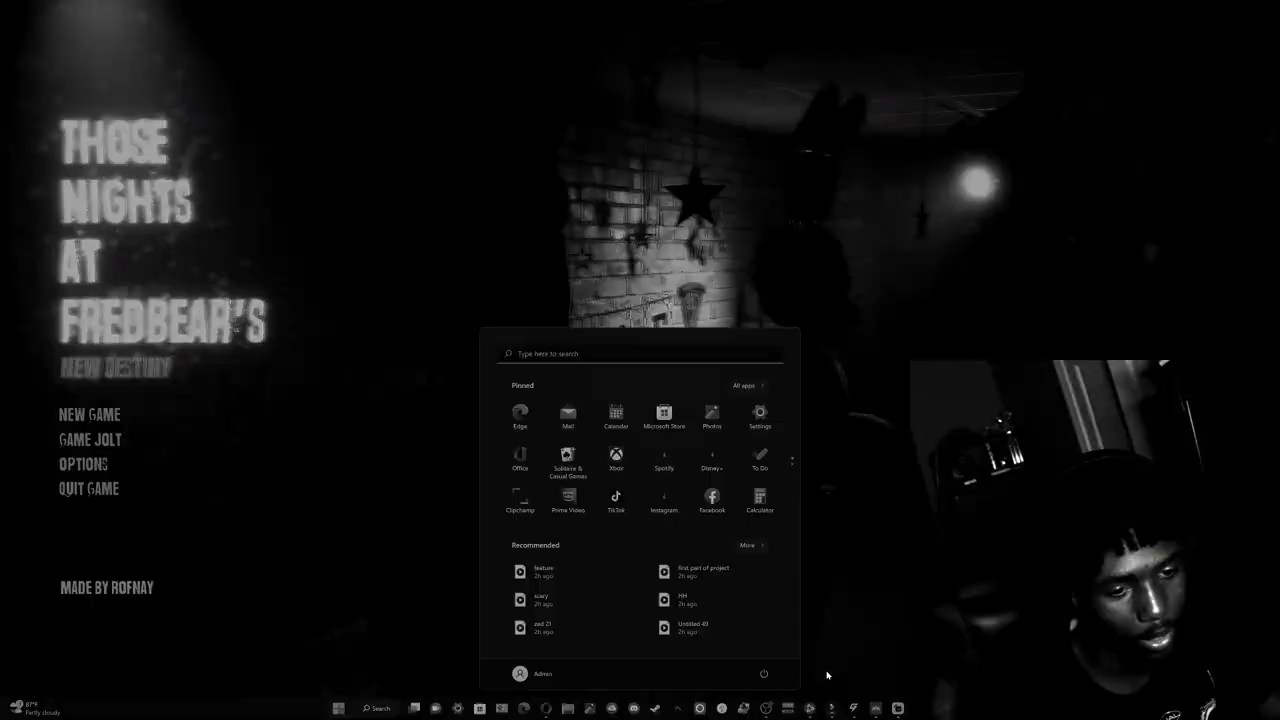 THOSE
NIGHTS
AT
FREDBEAR'S
NEW DESTINY
NEW GAME
GAME JOLT
OPTIONS
QUIT GAME
MADE BY ROFNAY
Type here to search
Pinned
All apps
Edge
Mail
Calendar
Microsoft Store
Photos
Settings
Office
Solitaire &
Casual Games
Xbox
Spotify
Disney+
To Do
Clipchamp
Prime Video
TikTok
Instagram
Facebook
Calculator
Recommended
More
feature
2h ago
first part of project
2h ago
scary
2h ago
HH
2h ago
zed 21
2h ago
Untitled 49
2h ago
Admin
87°F
Partly cloudy
Search